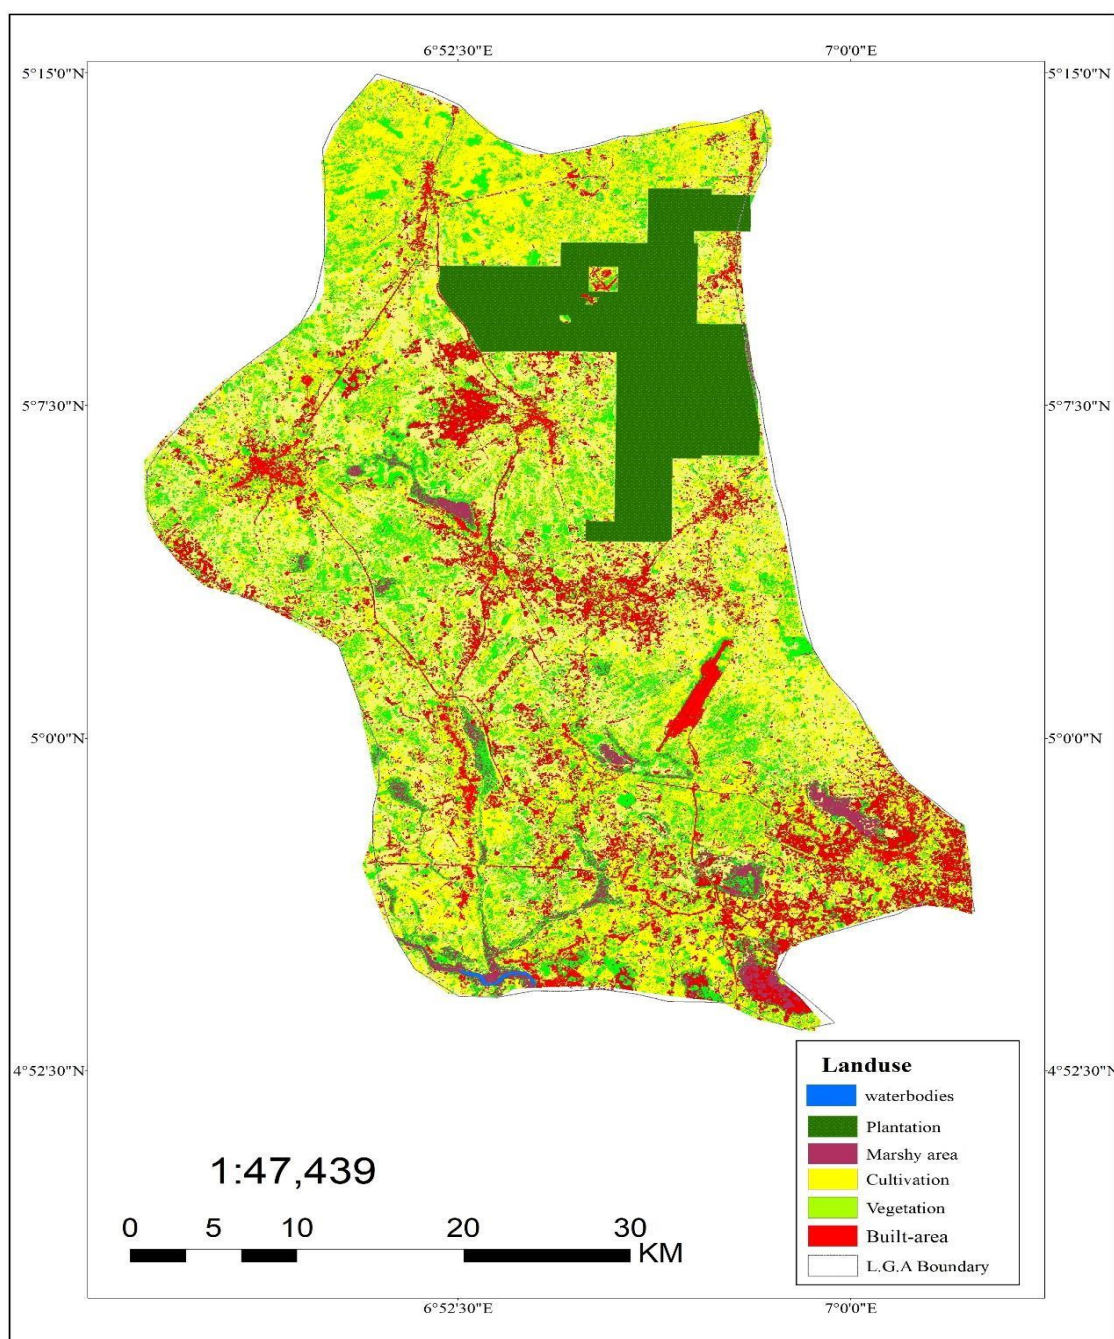 6°52'30"E 7°0'0"E
5°15'0"N 5°15'0"N
5°7'30"N 5°7'30"N
5°0'0"N 5°0'0"N
4°52'30"N 4°52'30"N
Landuse
waterbodies
Plantation
Marshy area
Cultivation
Vegetation
Built-area
L.G.A Boundary
1:47,439
0 5 10 20 30
KM
6°52'30"E 7°0'0"E